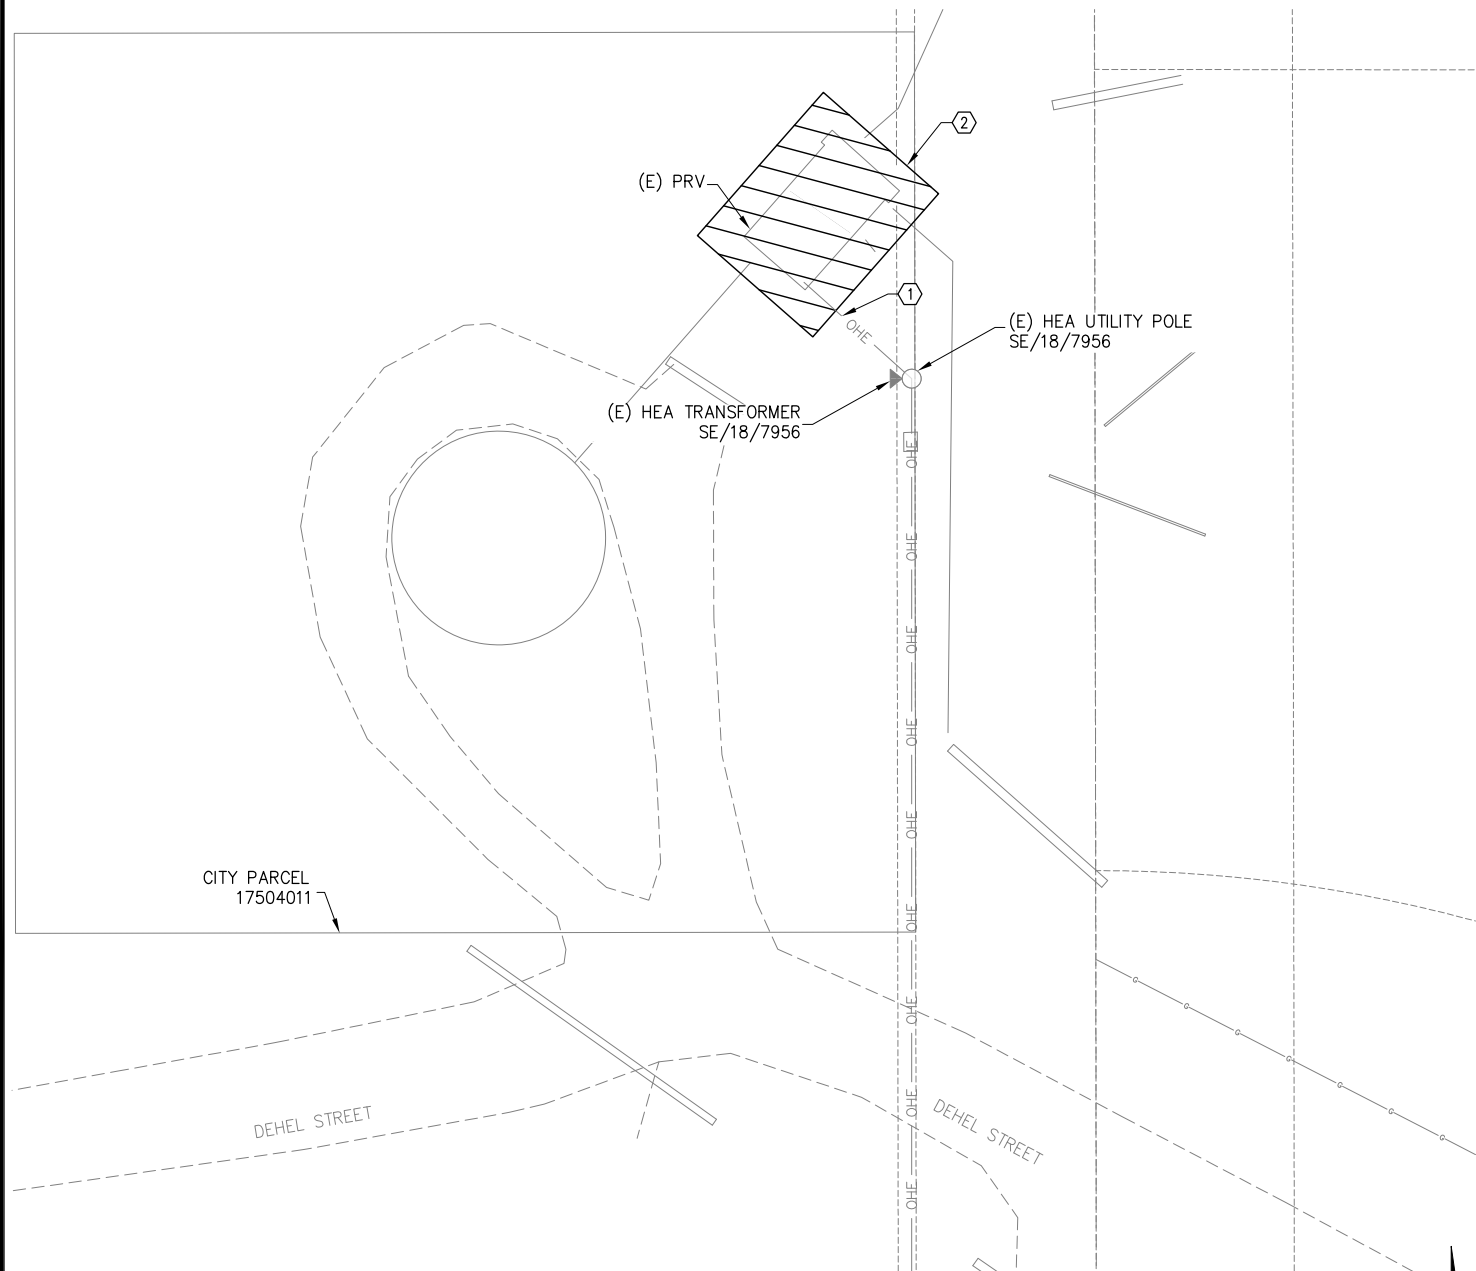 2
(E) PRV
1
(E) HEA UTILITY POLE
SE/18/7956
OHE
(E) HEA TRANSFORMER
SE/18/7956
OHE
OHE
OHE
OHE
OHE
CITY PARCEL
17504011
OHE
G
OHE
G
G
G
G
G
G
OHE
DEHEL STREET
DEHEL STREET
OHE